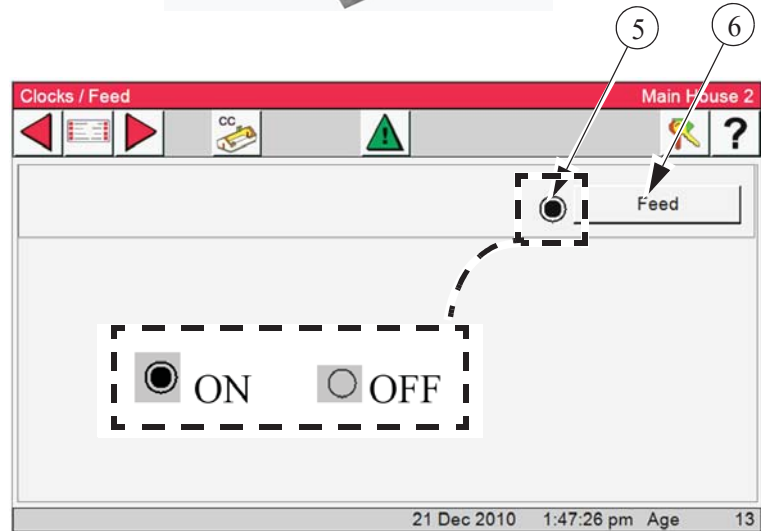 5 6
Clocks / Feed Main House 2
CC ?
Feed
ON OFF
21 Dec 2010 1:47:26 pm Age 13